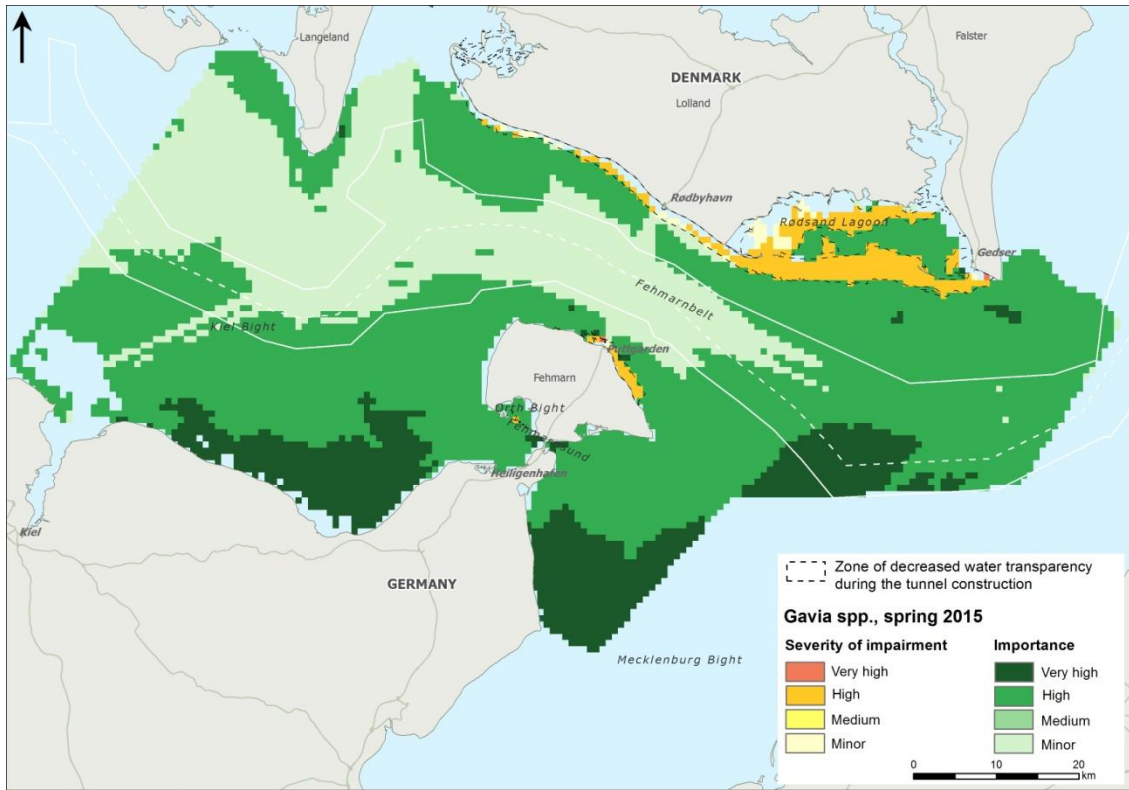 Langeland
Falster
DENMARK
Lolland
Rødbyhavn
Rødsand Lagoon
Gedser
Fehmarnbelt
Kiel Bight
Puttgarden
Fehmarn
Orth Bight
Fehmarnsund
Heiligenhafen
Kiel
GERMANY
Mecklenburg Bight
Zone of decreased water transparency
during the tunnel construction
Gavia spp., spring 2015
Severity of impairment Importance
Very high Very high
High High
Medium Medium
Minor Minor
0 10 20
km